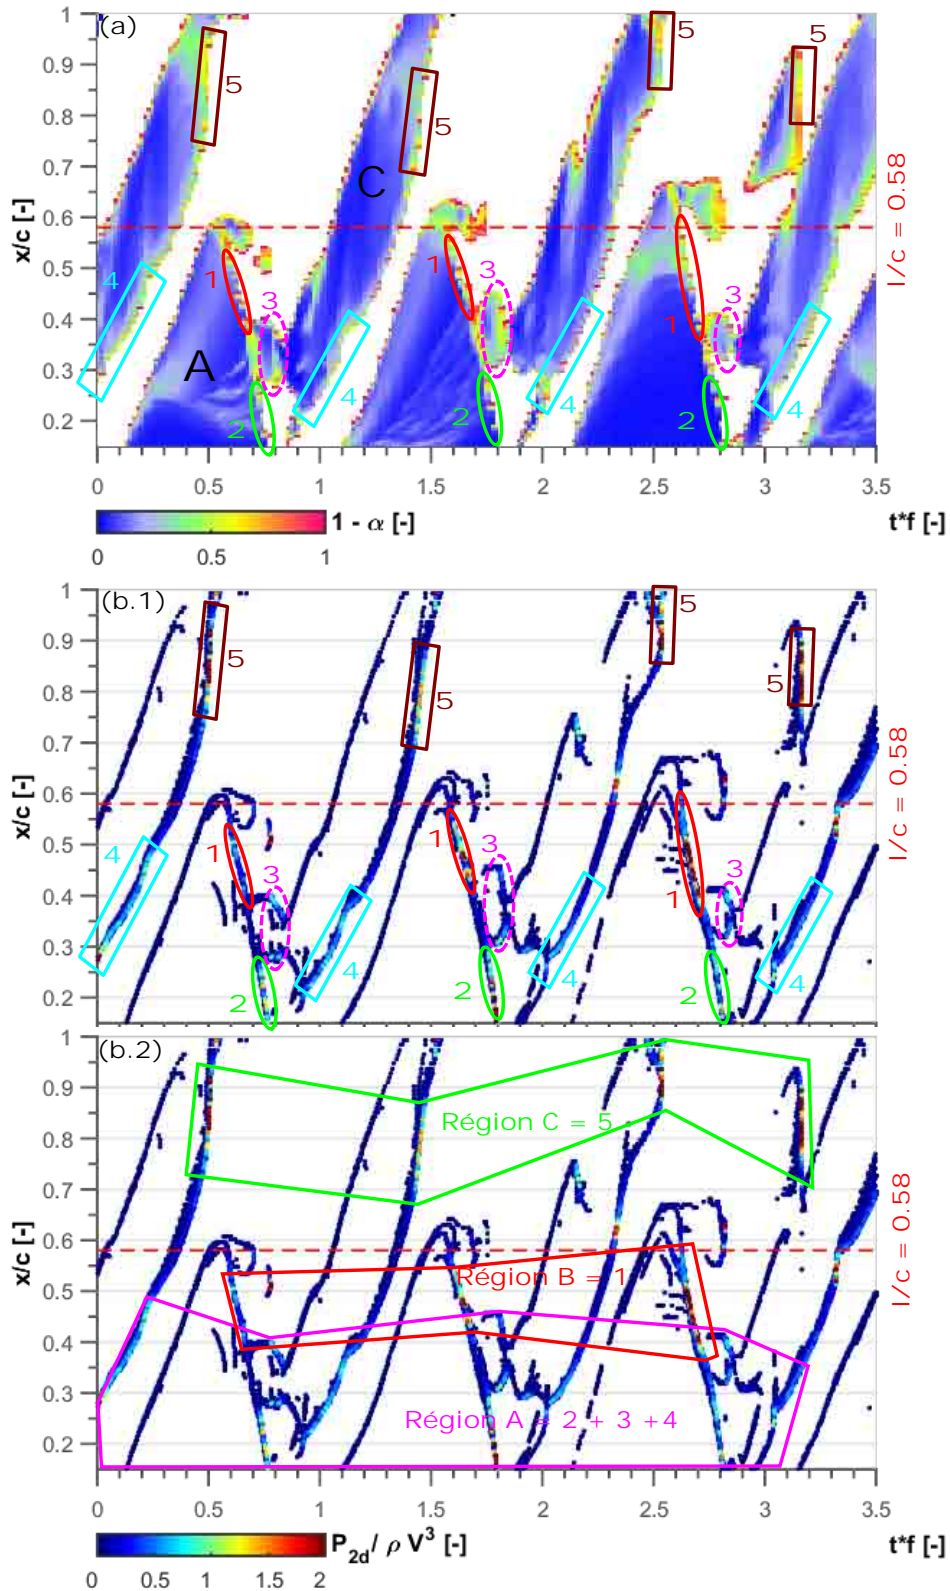 (a)
1
0.9
0.8
0.7
0.6
0.5
0.4
0.3
0.2
x/c [-]
5
5
5
5
C
A
4
1
3
2
4
1
3
2
4
1
3
2
4
l/c = 0.58
0 0.5 1 1.5 2 2.5 3 3.5
1 - α [-]
t*f [-]
0 0.5 1
(b.1)
1
0.9
0.8
0.7
0.6
0.5
0.4
0.3
0.2
x/c [-]
5
5
5
5
4
1
3
2
4
1
3
2
4
1
3
2
4
l/c = 0.58
(b.2)
1
0.9
0.8
0.7
0.6
0.5
0.4
0.3
0.2
x/c [-]
Région C = 5
Région B = 1
Région A = 2 + 3 +4
l/c = 0.58
0 0.5 1 1.5 2 2.5 3 3.5
P2d/ ρ V³ [-]
t*f [-]
0 0.5 1 1.5 2